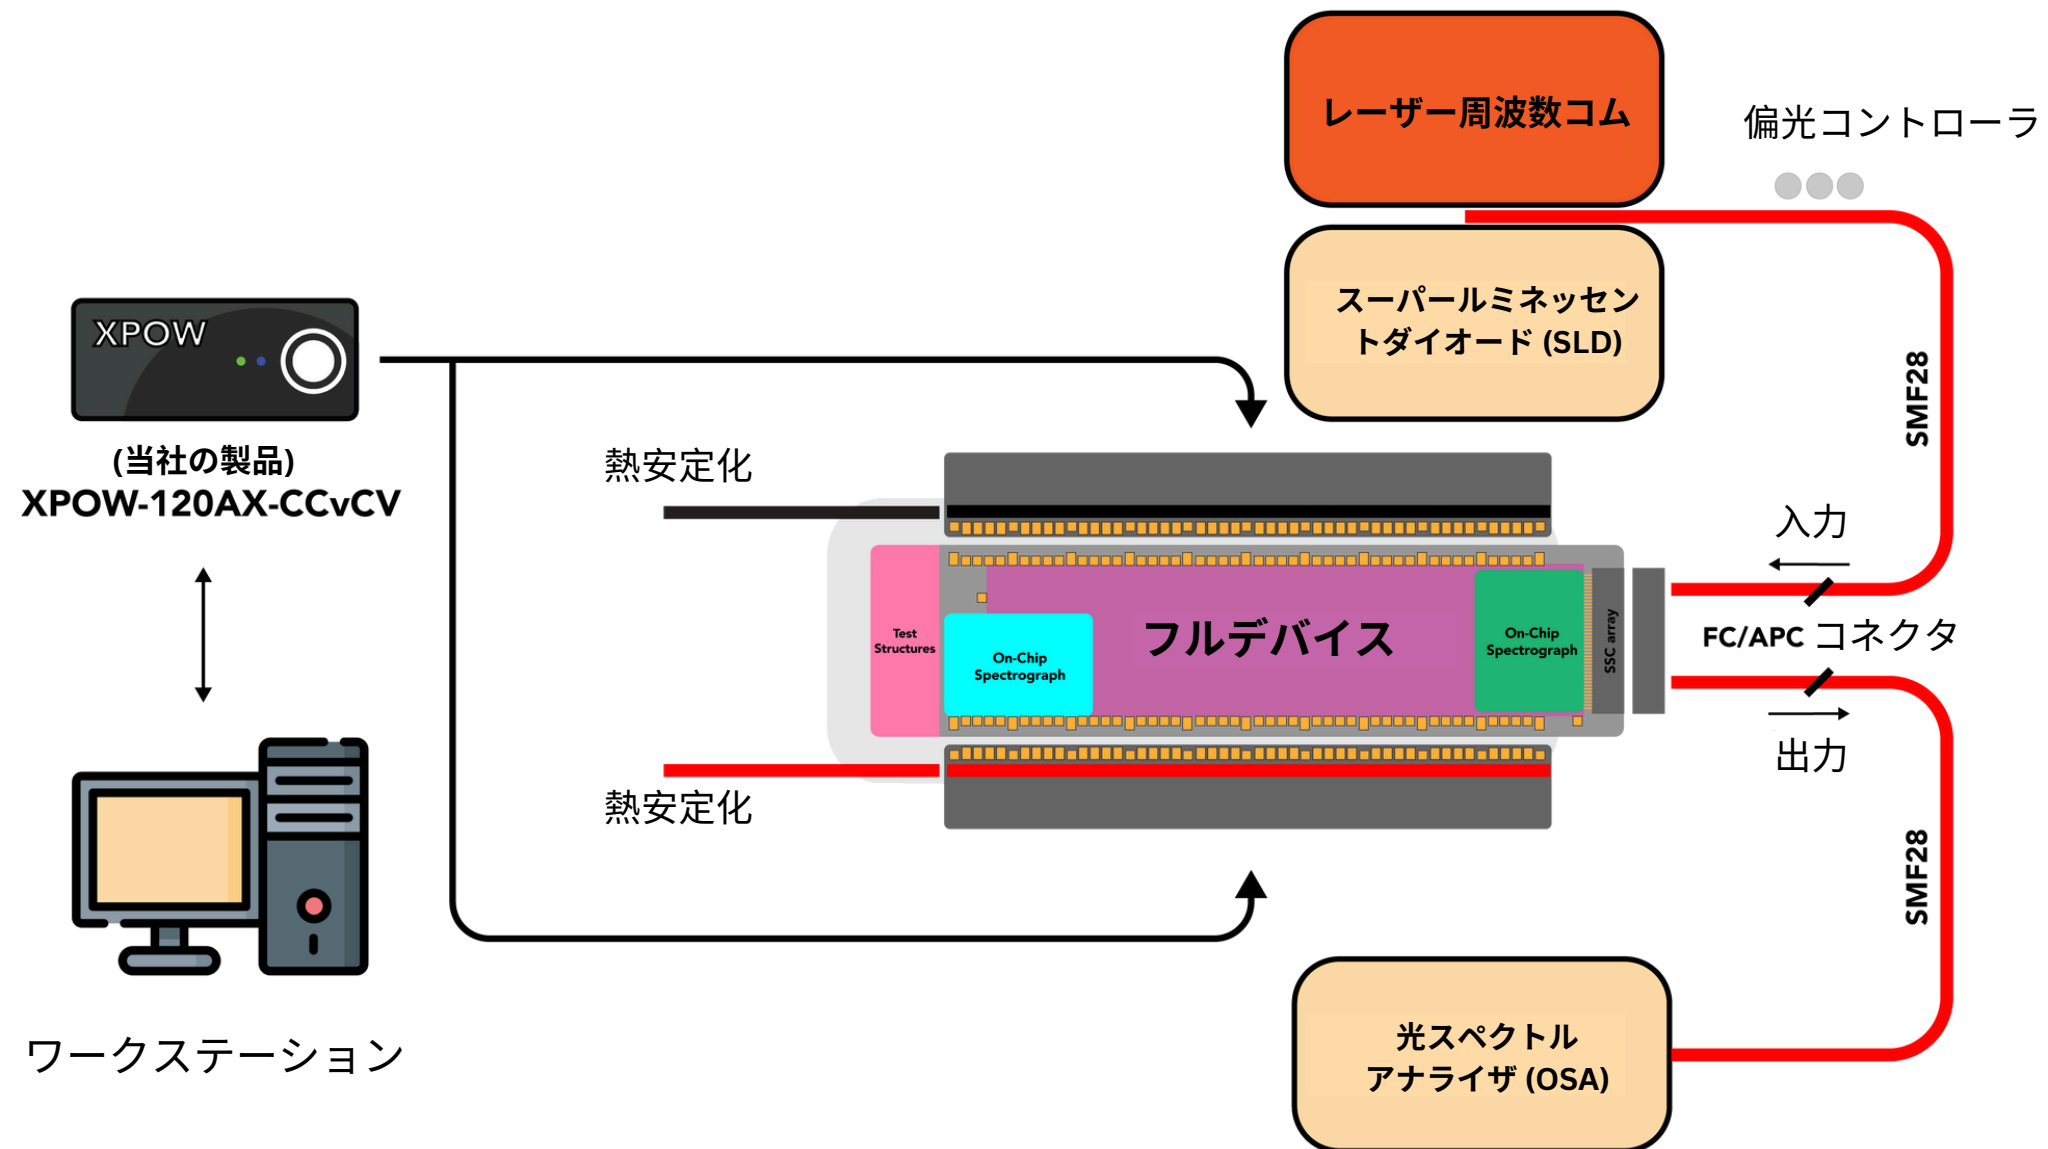 レーザー周波数コム
偏光コントローラ
スーパールミネッセン
トダイオード (SLD)
XPOW
(当社の製品)
XPOW-120AX-CCvCV
熱安定化
SMF28
入力
Test
Structures
On-Chip
Spectrograph
フルデバイス
On-Chip
Spectrograph
SSC array
FC/APC コネクタ
出力
熱安定化
SMF28
ワークステーション
光スペクトル
アナライザ (OSA)